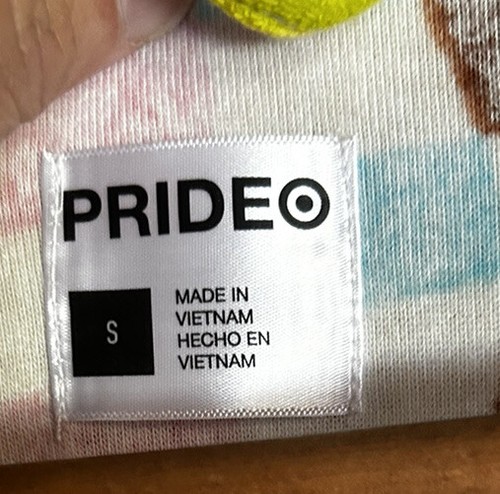 PRIDE
S
MADE IN
VIETNAM
HECHO EN
VIETNAM